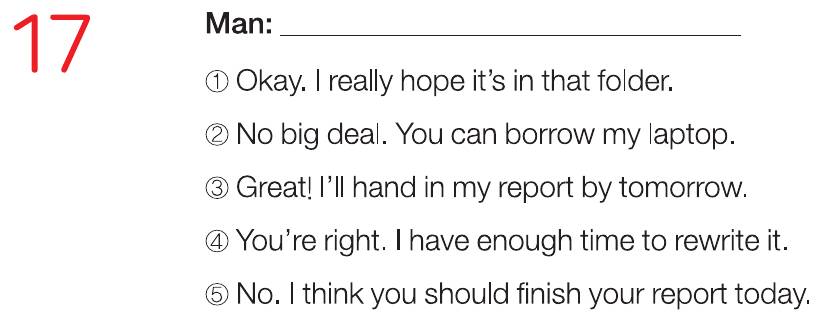 17
Man: ______________________________
① Okay. I really hope it's in that folder.
② No big deal. You can borrow my laptop.
③ Great! I'll hand in my report by tomorrow.
④ You're right. I have enough time to rewrite it.
⑤ No. I think you should finish your report today.